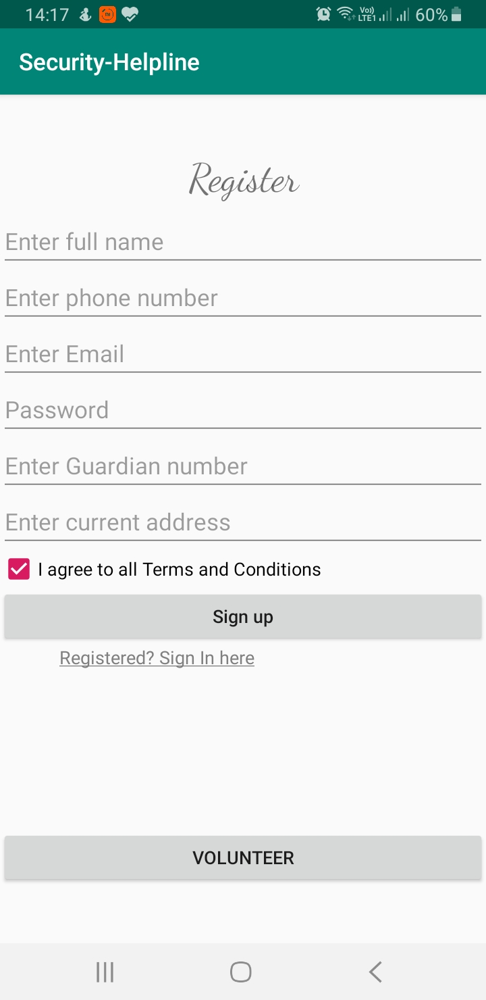 14:17 Vo)) LTE1 60%
Security-Helpline
Register
Enter full name
Enter phone number
Enter Email
Password
Enter Guardian number
Enter current address
I agree to all Terms and Conditions
Sign up
Registered? Sign In here
VOLUNTEER